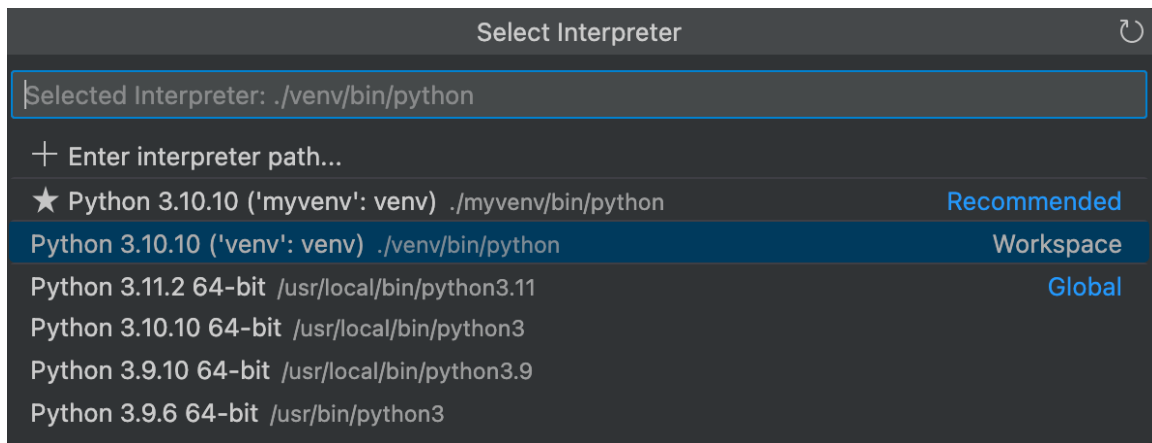 Select Interpreter
Selected Interpreter: ./venv/bin/python
Enter interpreter path...
Python 3.10.10 ('myvenv': venv) ./myvenv/bin/python Recommended
Python 3.10.10 ('venv': venv) ./venv/bin/python Workspace
Python 3.11.2 64-bit /usr/local/bin/python3.11 Global
Python 3.10.10 64-bit /usr/local/bin/python3
Python 3.9.10 64-bit /usr/local/bin/python3.9
Python 3.9.6 64-bit /usr/bin/python3